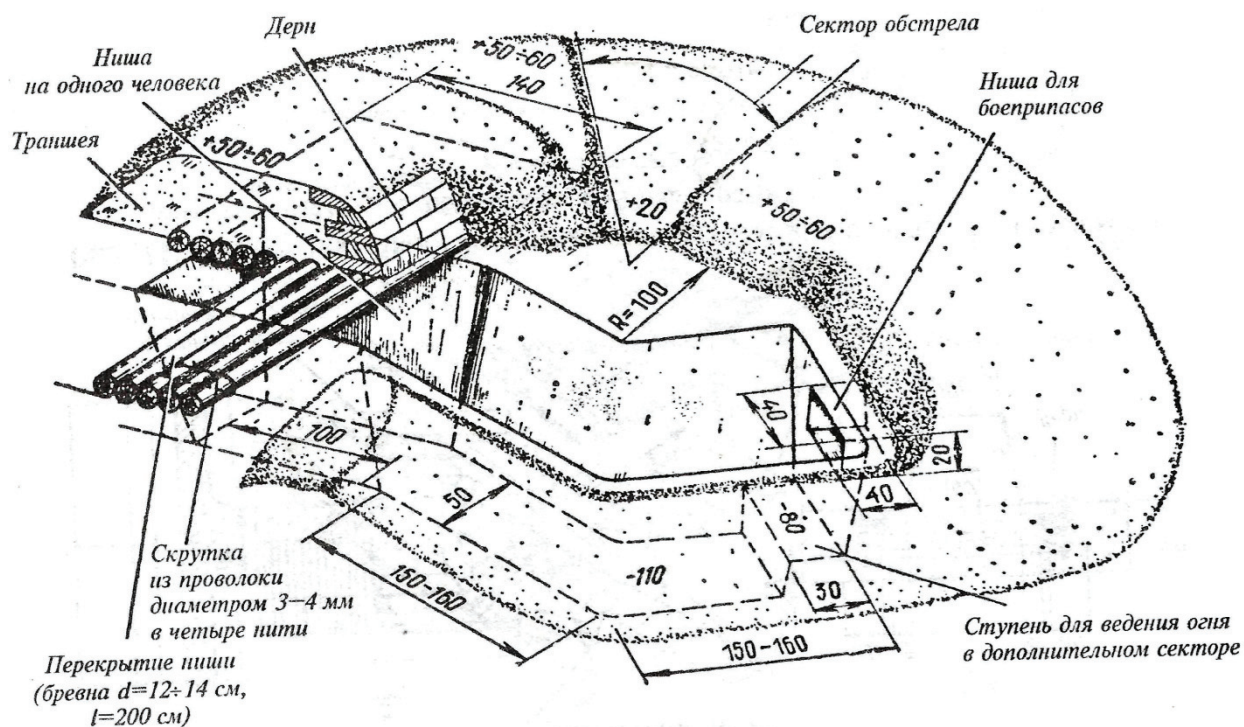 Дерн
Ниша
на одного человека
Траншея
Сектор обстрела
Ниша для
боеприпасов
+50÷60
140
+50÷60
+20
+50÷60
R=100
40
20
40
100
50
-80
-110
30
150-160
150-160
Скрутка
из проволоки
диаметром 3-4 мм
в четыре нити
Перекрытие ниши
(бревна d=12÷14 см,
l=200 см)
Ступень для ведения огня
в дополнительном секторе